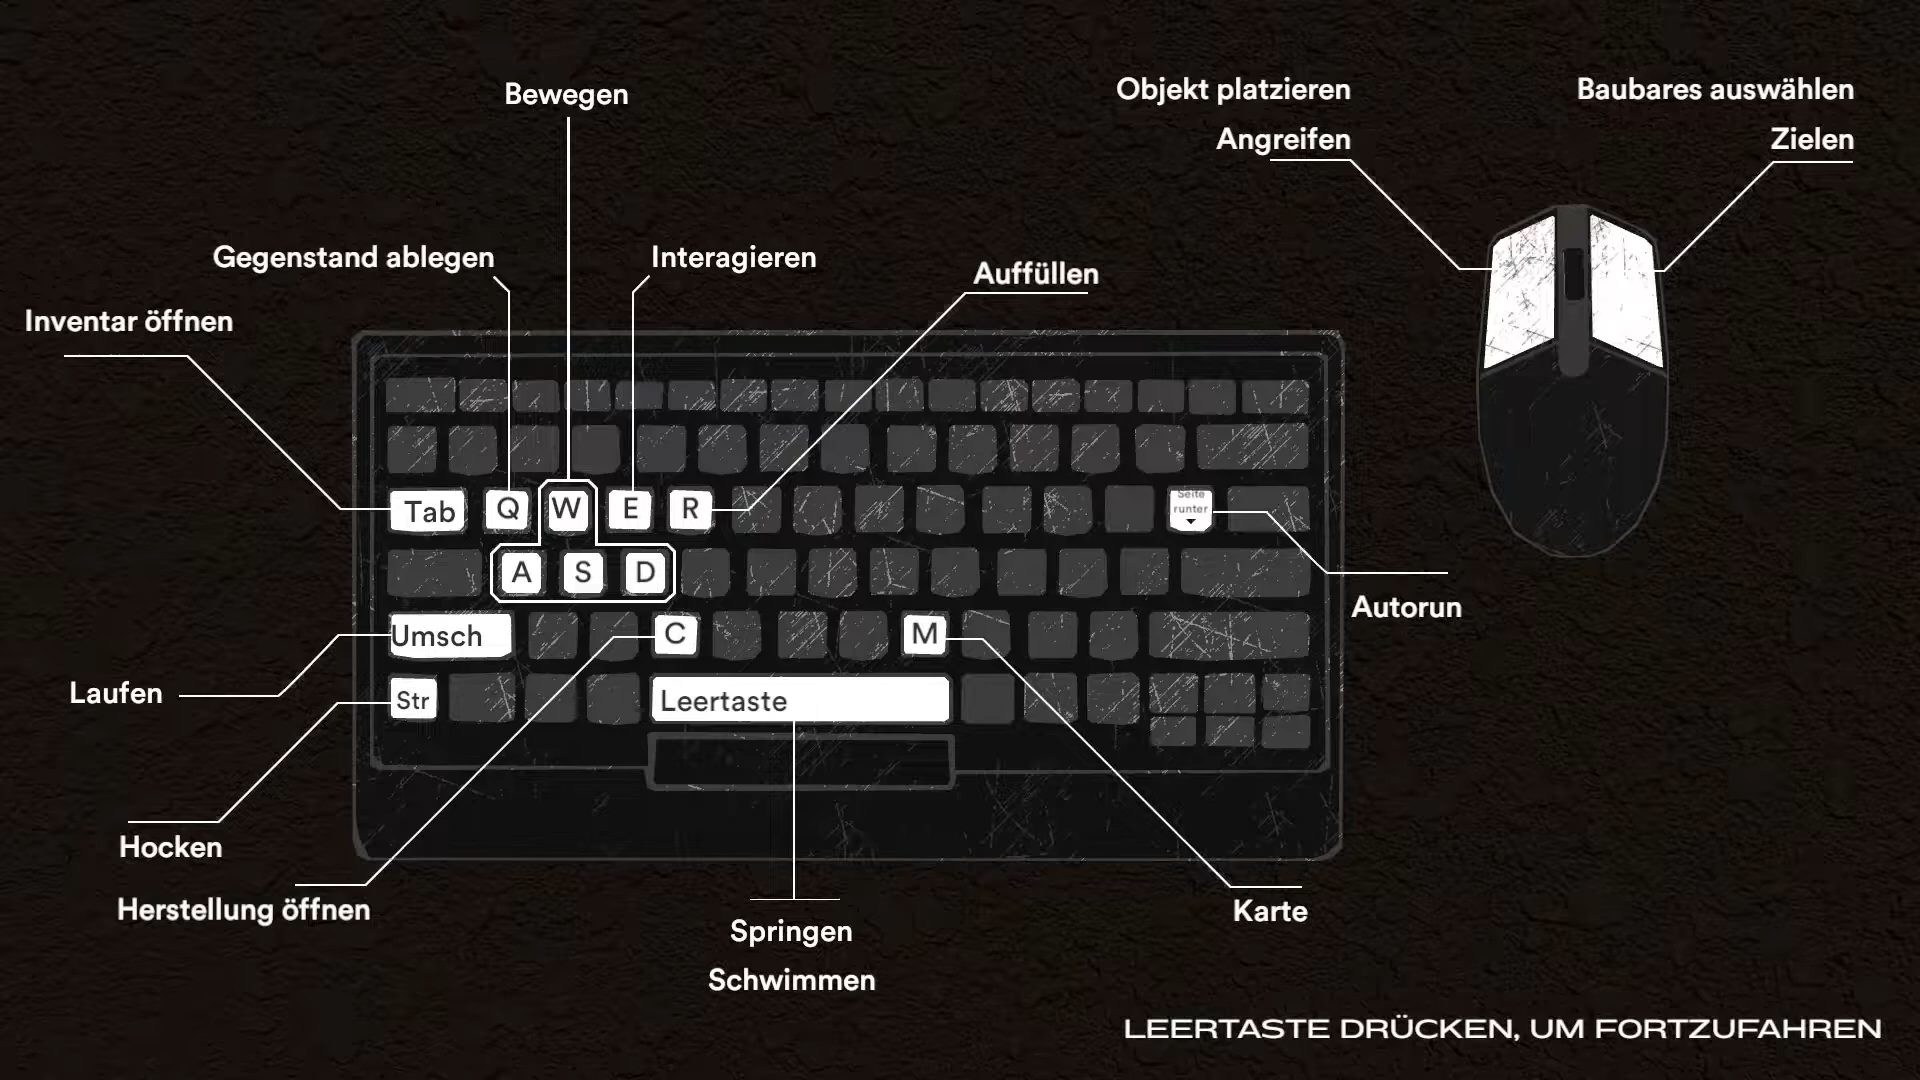 Bewegen
Objekt platzieren
Angreifen
Baubares auswählen
Zielen
Gegenstand ablegen
Interagieren
Auffüllen
Inventar öffnen
Tab
Q
W
E
R
Seite
runter
A
S
D
Autorun
Umsch
C
M
Laufen
Str
Leertaste
Hocken
Herstellung öffnen
Karte
Springen
Schwimmen
LEERTASTE DRÜCKEN, UM FORTZUFAHREN